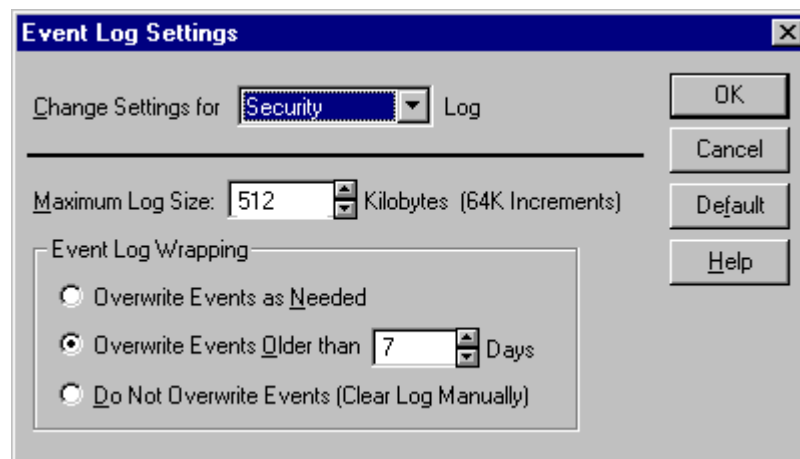 Event Log Settings
Change Settings for Security Log
OK
Cancel
Maximum Log Size: 512 Kilobytes (64K Increments)
Default
Event Log Wrapping
Help
Overwrite Events as Needed
Overwrite Events Older than 7 Days
Do Not Overwrite Events (Clear Log Manually)